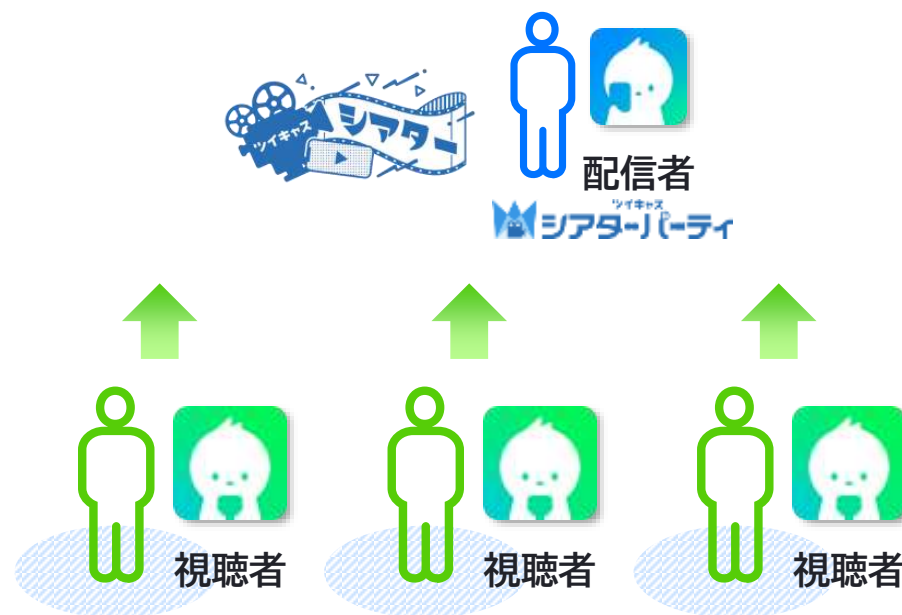 ツイキャス
シアター
配信者
ツイキャス
シアターパーティ
視聴者
視聴者
視聴者